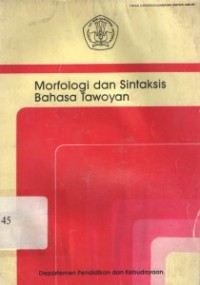 Morfologi dan Sintaksis
Bahasa Tawoyan
45
Departemen Pendidikan dan Kebudayaan